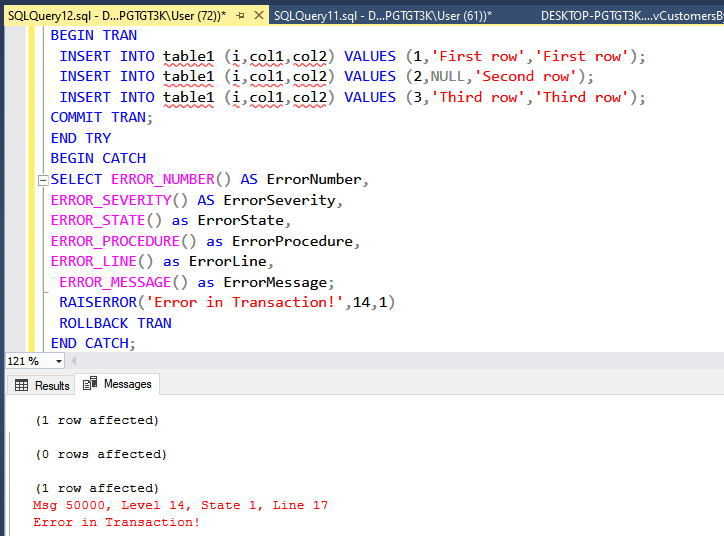 SQLQuery12.sql - D...PGTGT3K\User (72))*
SQLQuery11.sql - D...PGTGT3K\User (61))*
DESKTOP-PGTGT3K....vCustomersB
BEGIN TRAN
INSERT INTO table1 (i,col1,col2) VALUES (1,'First row','First row');
INSERT INTO table1 (i,col1,col2) VALUES (2,NULL,'Second row');
INSERT INTO table1 (i,col1,col2) VALUES (3,'Third row','Third row');
COMMIT TRAN;
END TRY
BEGIN CATCH
SELECT ERROR_NUMBER() AS ErrorNumber,
ERROR_SEVERITY() AS ErrorSeverity,
ERROR_STATE() as ErrorState,
ERROR_PROCEDURE() as ErrorProcedure,
ERROR_LINE() as ErrorLine,
ERROR_MESSAGE() as ErrorMessage;
RAISERROR('Error in Transaction!',14,1)
ROLLBACK TRAN
END CATCH;
121 %
Results Messages
(1 row affected)
(0 rows affected)
(1 row affected)
Msg 50000, Level 14, State 1, Line 17
Error in Transaction!